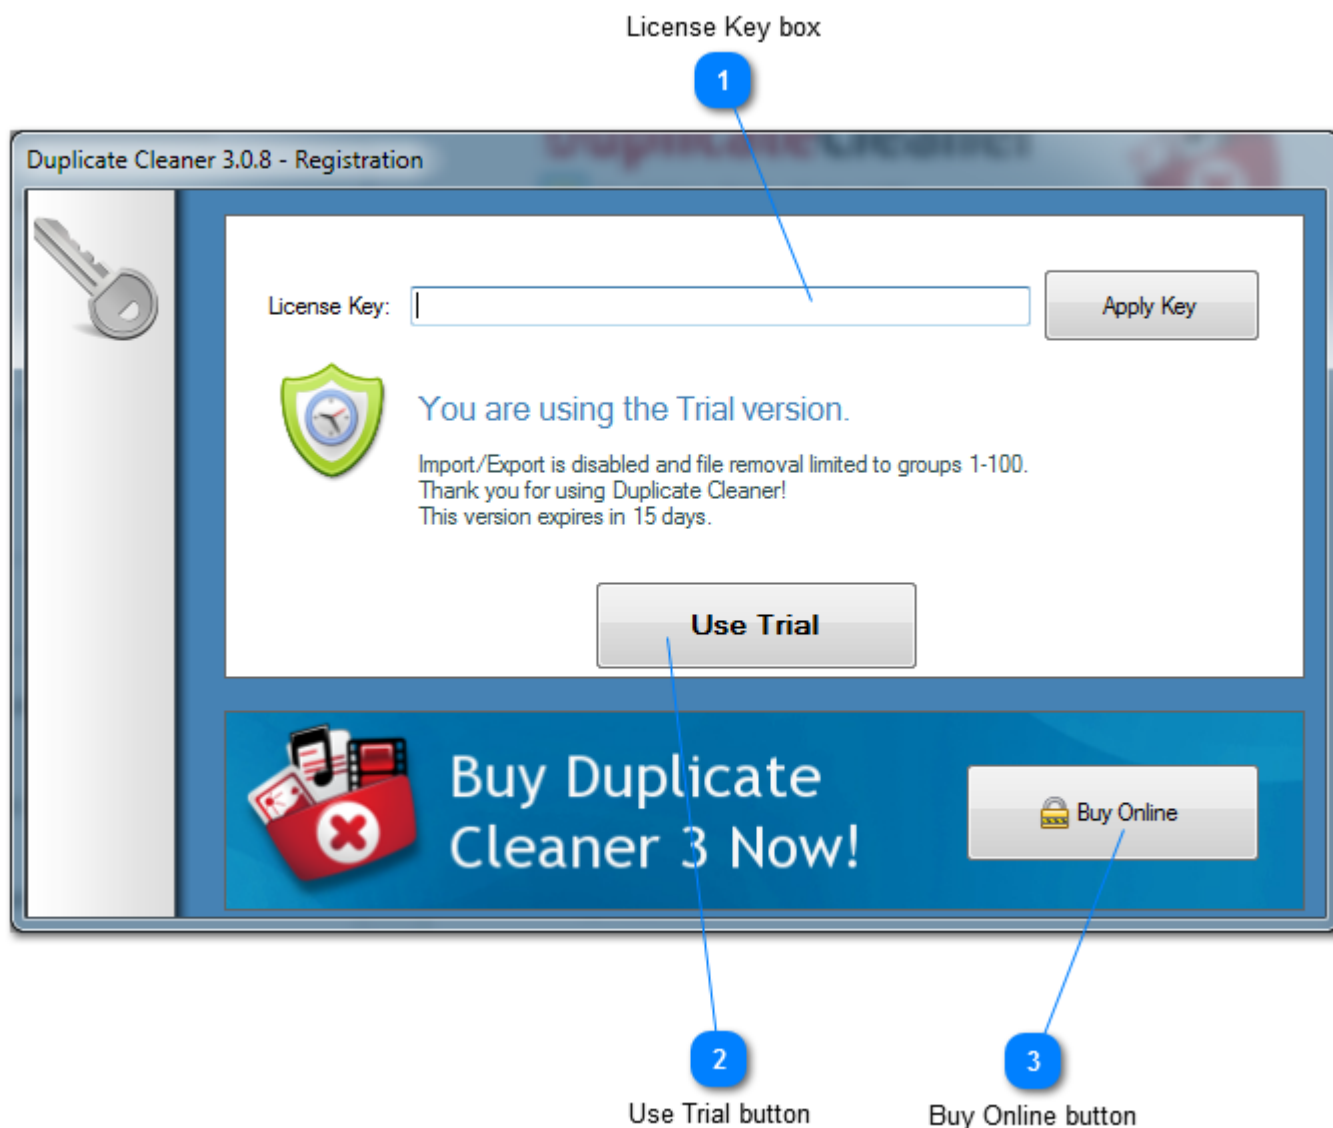 License Key box
1
Duplicate Cleaner 3.0.8 - Registration
DuplicateCleaner
License Key:
Apply Key
You are using the Trial version.
Import/Export is disabled and file removal limited to groups 1-100.
Thank you for using Duplicate Cleaner!
This version expires in 15 days.
Use Trial
Buy Duplicate
Cleaner 3 Now!
Buy Online
2
3
Use Trial button
Buy Online button